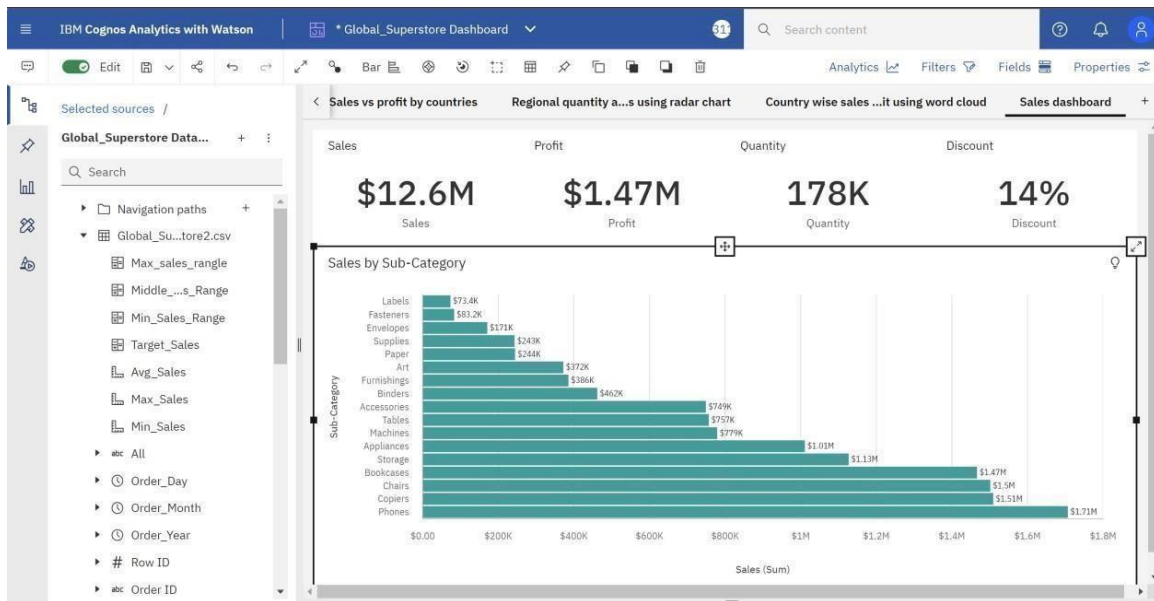 IBM Cognos Analytics with Watson
* Global_Superstore Dashboard
Search content
Edit
Bar
Analytics
Filters
Fields
Properties
Selected sources /
Global_Superstore Data...
Search
Navigation paths
Global_Su...tore2.csv
Max_sales_rangle
Middle_...s_Range
Min_Sales_Range
Target_Sales
Avg_Sales
Max_Sales
Min_Sales
abc All
Order_Day
Order_Month
Order_Year
# Row ID
abc Order ID
Sales vs profit by countries
Regional quantity a...s using radar chart
Country wise sales ...it using word cloud
Sales dashboard
Sales
Profit
Quantity
Discount
$12.6M
$1.47M
178K
14%
Sales
Profit
Quantity
Discount
Sales by Sub-Category
Sub-Category
Labels $73.4K
Fasteners $83.2K
Envelopes $171K
Supplies $243K
Paper $244K
Art $372K
Furnishings $386K
Binders $462K
Accessories $749K
Tables $757K
Machines $779K
Appliances $1.01M
Storage $1.13M
Bookcases $1.47M
Chairs $1.5M
Copiers $1.51M
Phones $1.71M
$0.00 $200K $400K $600K $800K $1M $1.2M $1.4M $1.6M $1.8M
Sales (Sum)